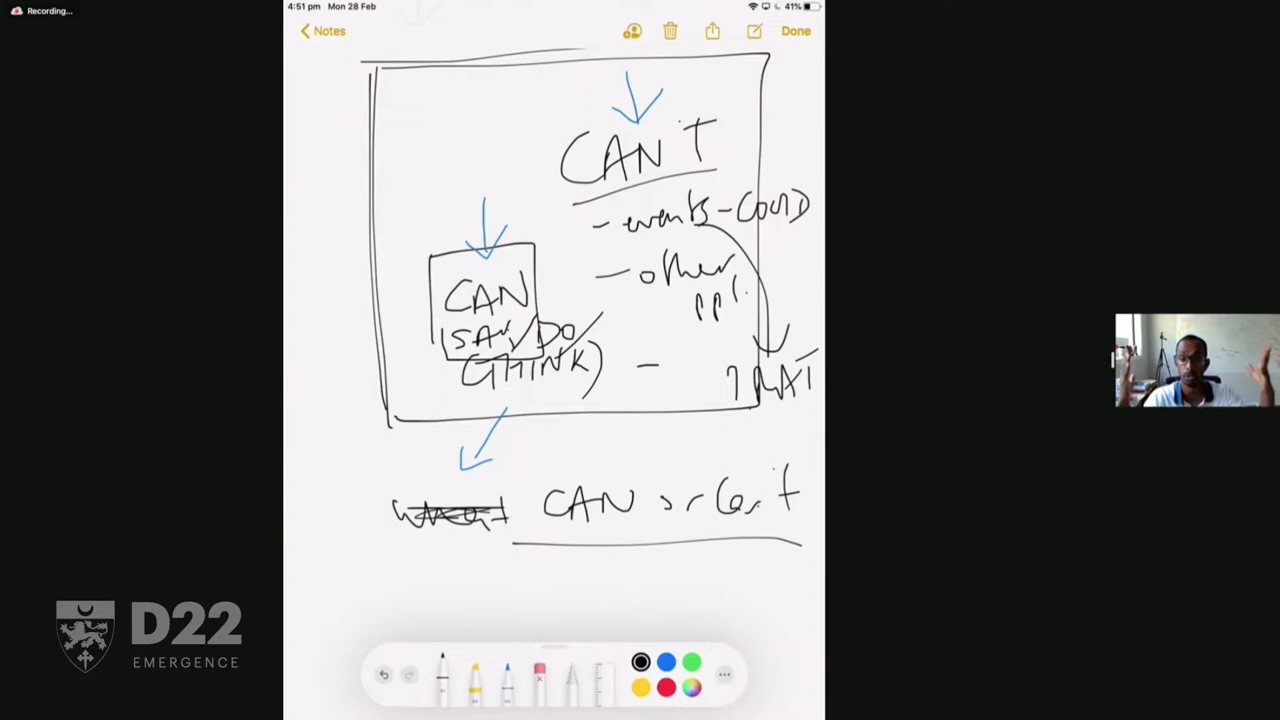 Recording...
4:51 pm Mon 28 Feb
41%
Notes
Done
CAN'T
- events - COVID
- other
ppl.
CAN
(SAY/DO/
THINK)
-
CAN or Can't
D22
EMERGENCE